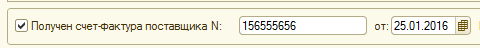 Получен счет-фактура поставщика N: 156555656 от: 25.01.2016